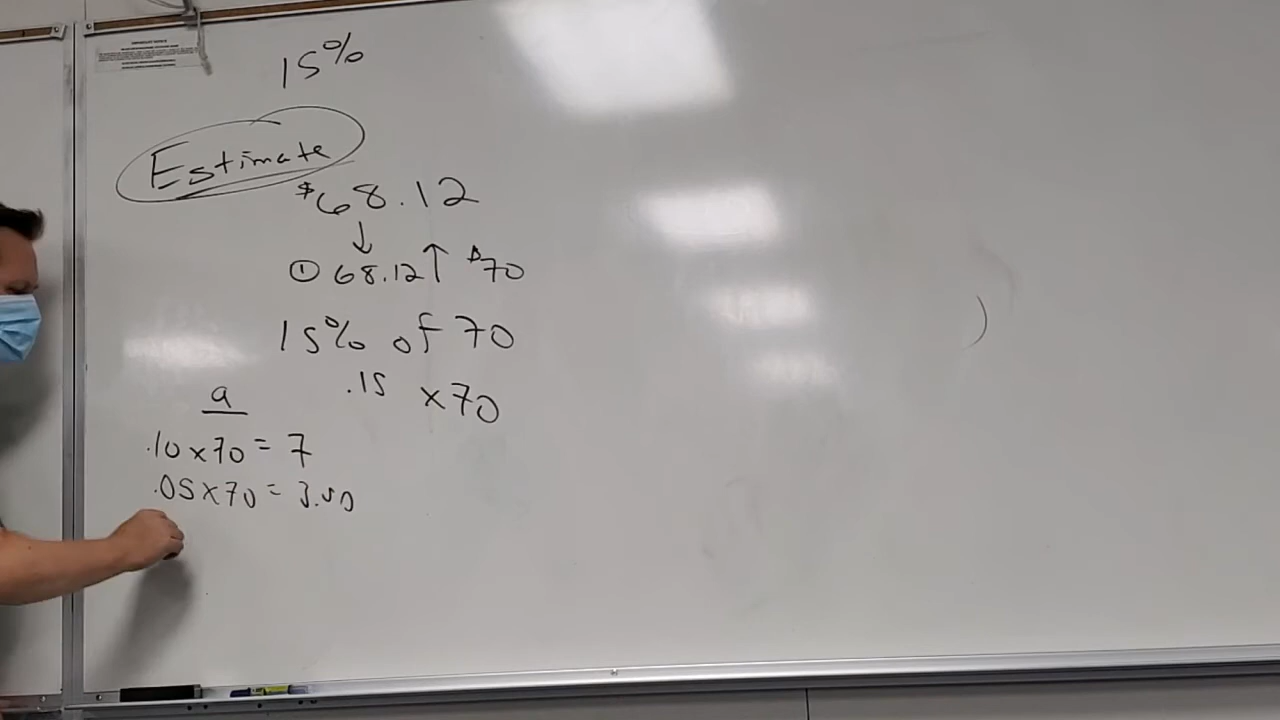 15%
Estimate
$68.12
↓
① 68.12↑ $70
15% of 70
.15 x70
a
.10x70= 7
.05x70= 3.50